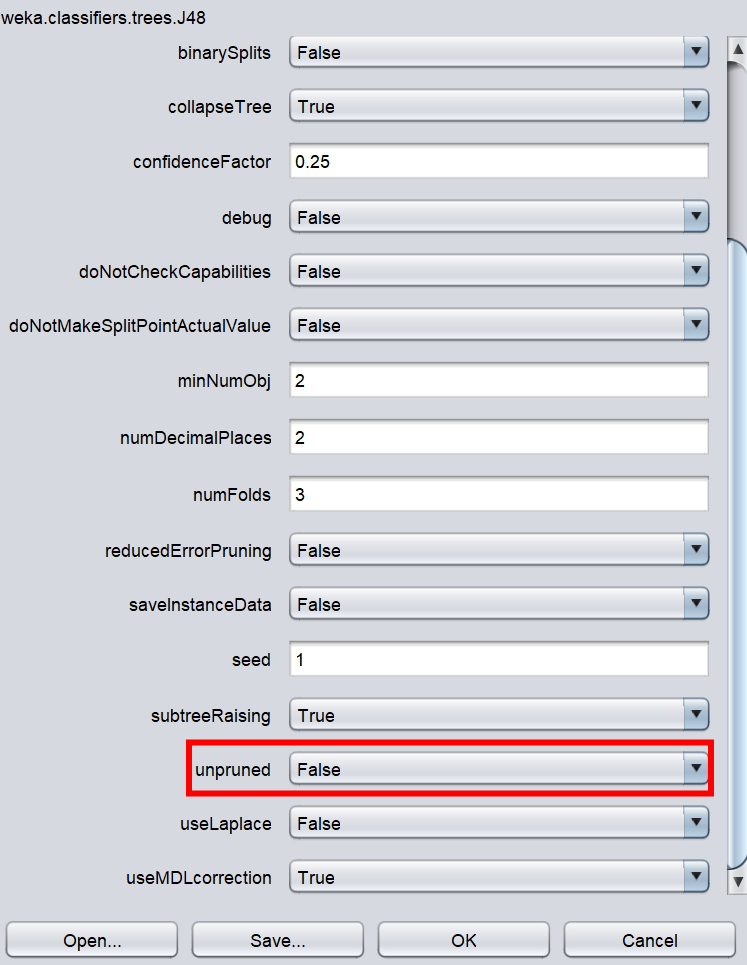 weka.classifiers.trees.J48
binarySplits False
collapseTree True
confidenceFactor 0.25
debug False
doNotCheckCapabilities False
doNotMakeSplitPointActualValue False
minNumObj 2
numDecimalPlaces 2
numFolds 3
reducedErrorPruning False
saveInstanceData False
seed 1
subtreeRaising True
unpruned False
useLaplace False
useMDLcorrection True
Open... Save... OK Cancel